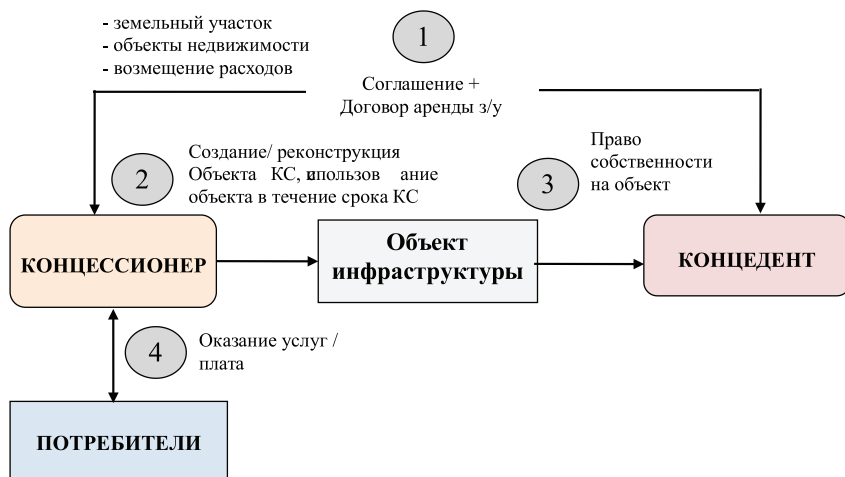 - земельный участок
- объекты недвижимости
- возмещение расходов
1
Соглашение +
Договор аренды з/у
2
Создание/ реконструкция
Объекта КС, использов ание
объекта в течение срока КС
3
Право
собственности
на объект
КОНЦЕССИОНЕР
Объект
инфраструктуры
КОНЦЕДЕНТ
4
Оказание услуг /
плата
ПОТРЕБИТЕЛИ